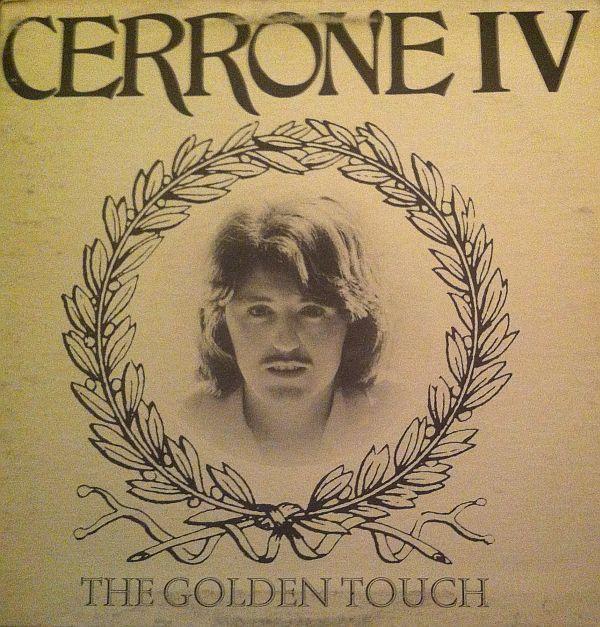 CERRONE IV
THE GOLDEN TOUCH